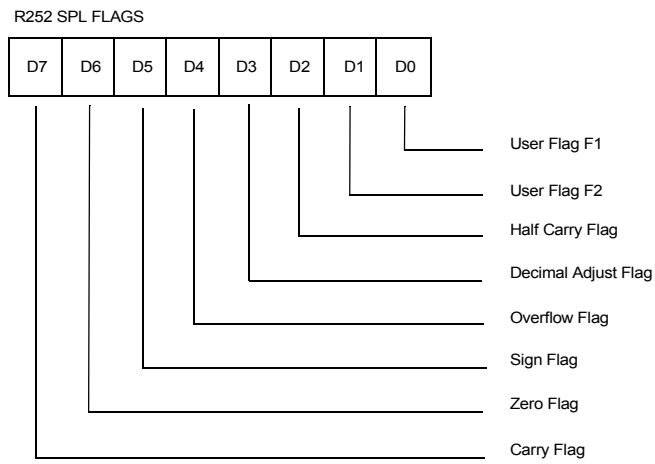 R252 SPL FLAGS
D7 D6 D5 D4 D3 D2 D1 D0
User Flag F1
User Flag F2
Half Carry Flag
Decimal Adjust Flag
Overflow Flag
Sign Flag
Zero Flag
Carry Flag